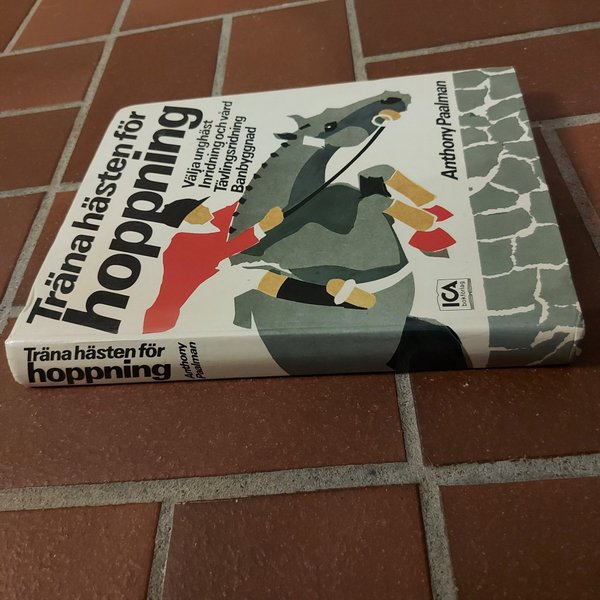 Träna hästen för
hoppning
Välja unghäst
Inridning och vård
Tävlingsridning
Banbyggnad
Anthony Paalman
ICA
bokförlag
Träna hästen för
hoppning
Anthony
Paalman